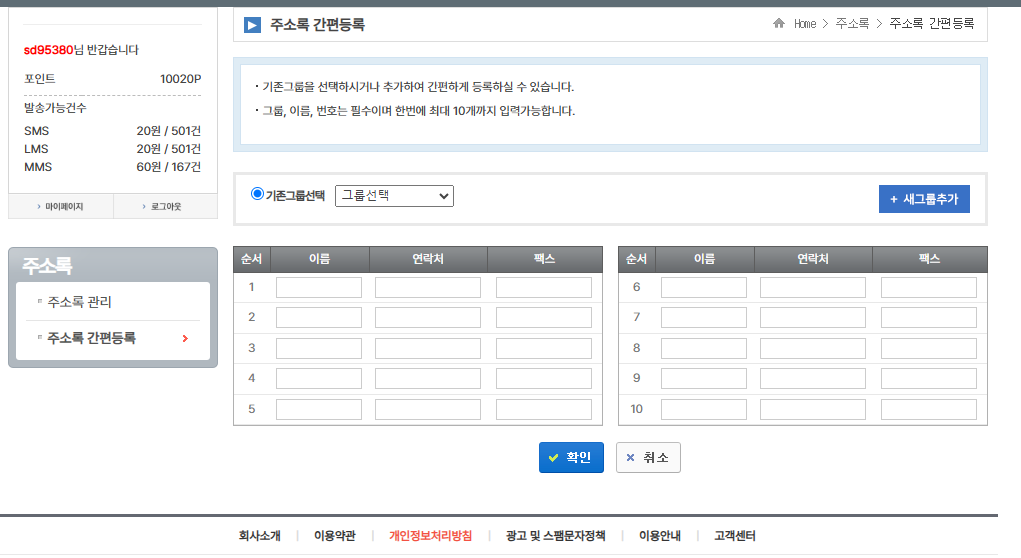 sd95380님 반갑습니다
포인트 10020P
발송가능건수
SMS 20원 / 501건
LMS 20원 / 501건
MMS 60원 / 167건
마이페이지 로그아웃
주소록
주소록 관리
주소록 간편등록
주소록 간편등록
Home > 주소록 > 주소록 간편등록
· 기존그룹을 선택하시거나 추가하여 간편하게 등록하실 수 있습니다.
· 그룹, 이름, 번호는 필수이며 한번에 최대 10개까지 입력가능합니다.
기존그룹선택 그룹선택 + 새그룹추가
순서 이름 연락처 팩스
1
2
3
4
5
순서 이름 연락처 팩스
6
7
8
9
10
확인 취소
회사소개 | 이용약관 | 개인정보처리방침 | 광고 및 스팸문자정책 | 이용안내 | 고객센터